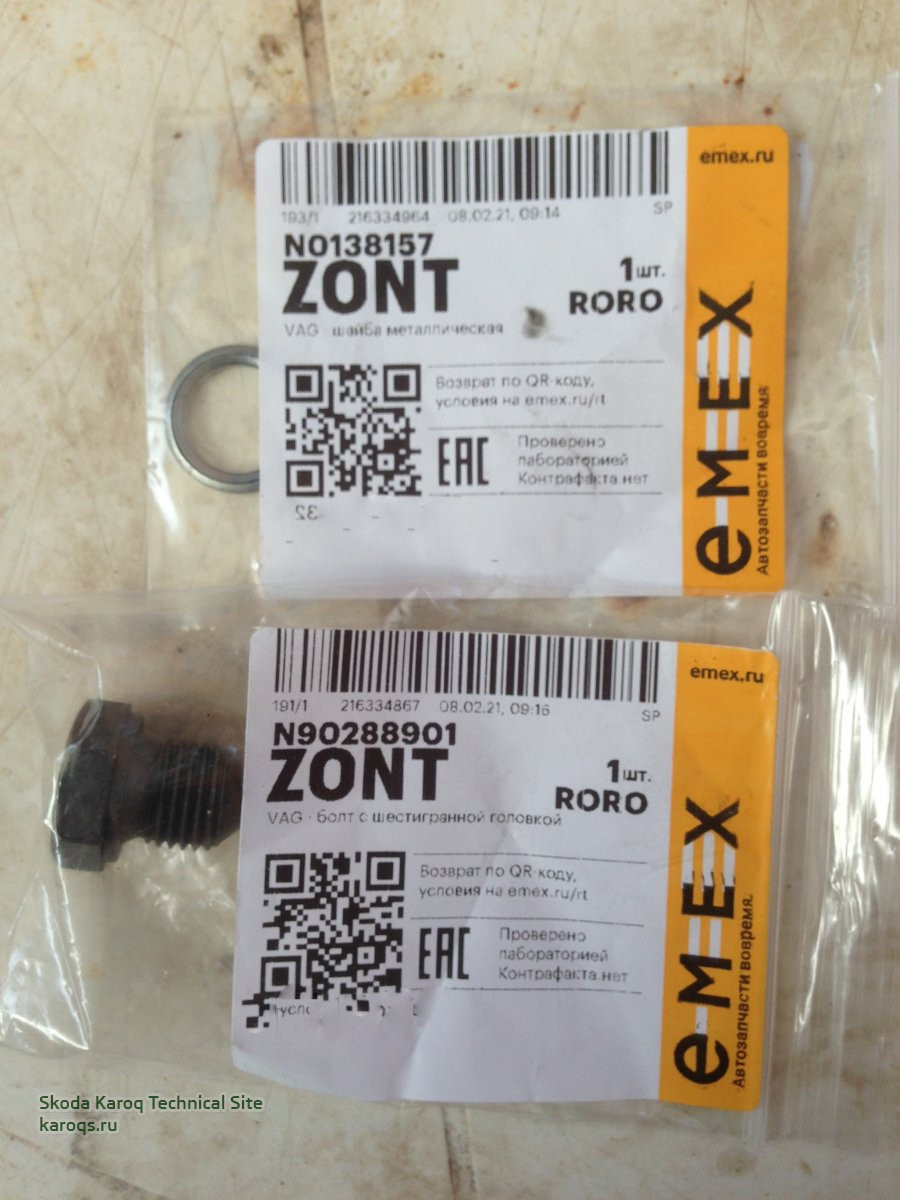 emex.ru
193/1 216334964 08.02.21, 09:14 SP
N0138157
ZONT
1шт.
RORO
VAG · шайба металлическая
Возврат по QR-коду,
условия на emex.ru/rt
EAC
Проверено
лабораторией
Контрафакта.нет
32
e-MEX
Автозапчасти вовремя.
emex.ru
191/1 216334867 08.02.21, 09:16 SP
N90288901
ZONT
1шт.
RORO
VAG · болт с шестигранной головкой
Возврат по QR-коду,
условия на emex.ru/rt
EAC
Проверено
лабораторией
Контрафакта.нет
e-MEX
Автозапчасти вовремя.
Skoda Karoq Technical Site
karoqs.ru